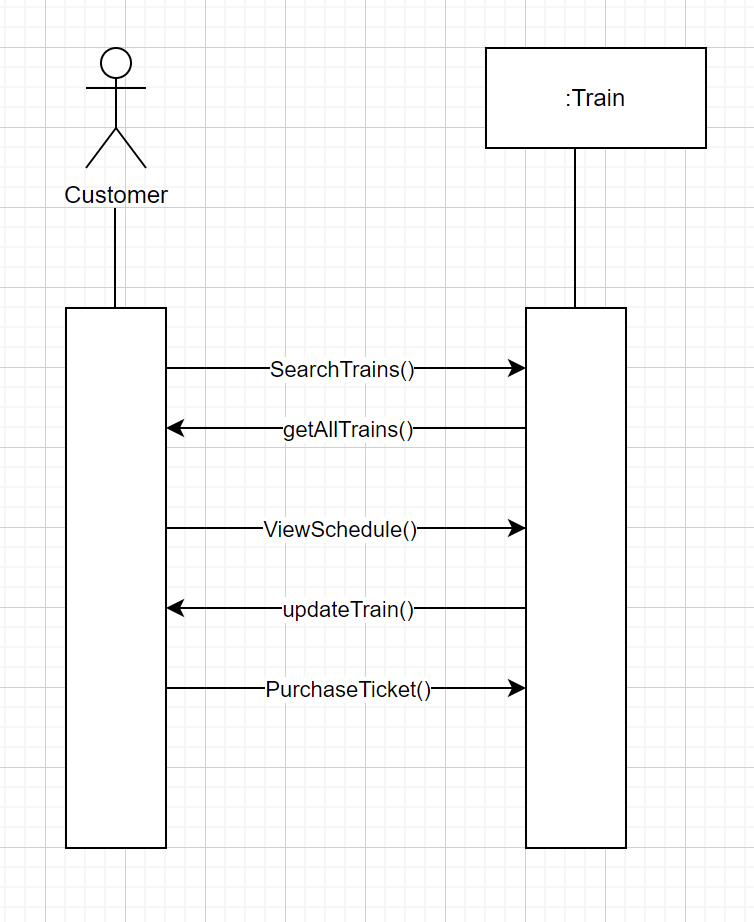 :Train
Customer
SearchTrains()
getAllTrains()
ViewSchedule()
updateTrain()
PurchaseTicket()